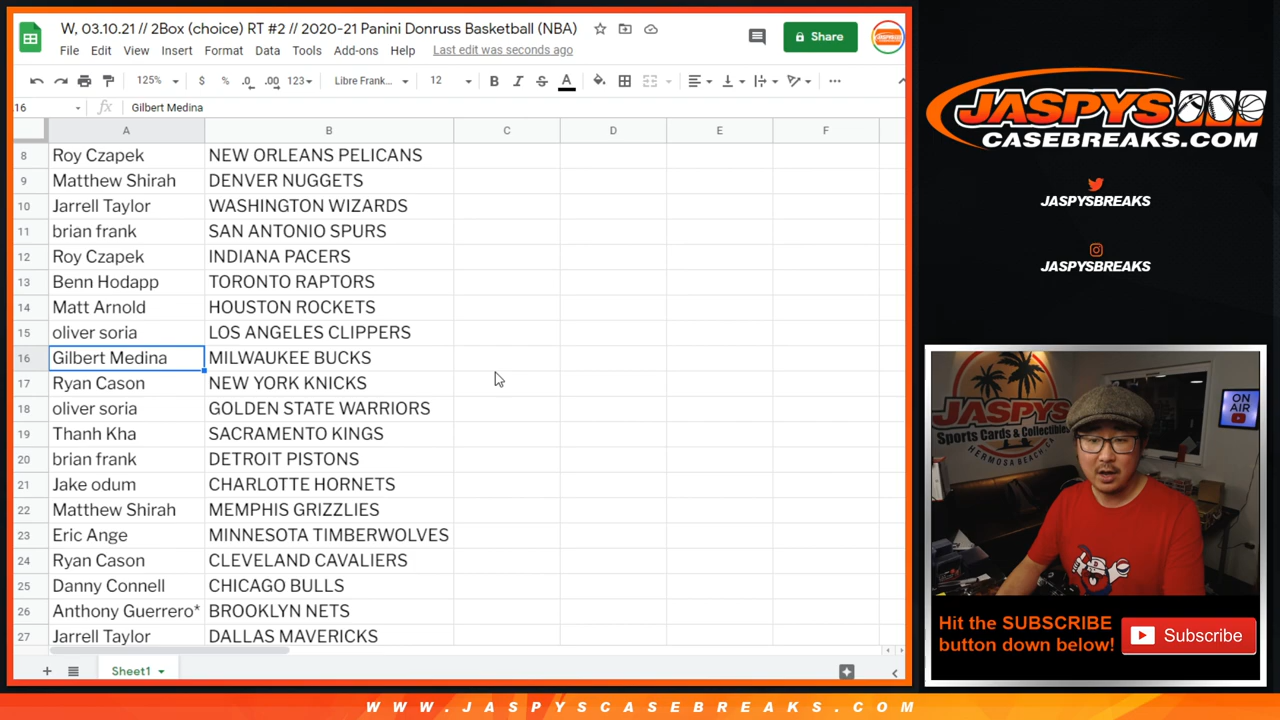 W, 03.10.21 // 2Box (choice) RT #2 // 2020-21 Panini Donruss Basketball (NBA)
File Edit View Insert Format Data Tools Add-ons Help Last edit was seconds ago
Share
125% $ % .0 .00 123 Libre Frank... 12 B I S A
16 fx Gilbert Medina
A B C D E F
8 Roy Czapek NEW ORLEANS PELICANS
9 Matthew Shirah DENVER NUGGETS
10 Jarrell Taylor WASHINGTON WIZARDS
11 brian frank SAN ANTONIO SPURS
12 Roy Czapek INDIANA PACERS
13 Benn Hodapp TORONTO RAPTORS
14 Matt Arnold HOUSTON ROCKETS
15 oliver soria LOS ANGELES CLIPPERS
16 Gilbert Medina MILWAUKEE BUCKS
17 Ryan Cason NEW YORK KNICKS
18 oliver soria GOLDEN STATE WARRIORS
19 Thanh Kha SACRAMENTO KINGS
20 brian frank DETROIT PISTONS
21 Jake odum CHARLOTTE HORNETS
22 Matthew Shirah MEMPHIS GRIZZLIES
23 Eric Ange MINNESOTA TIMBERWOLVES
24 Ryan Cason CLEVELAND CAVALIERS
25 Danny Connell CHICAGO BULLS
26 Anthony Guerrero* BROOKLYN NETS
27 Jarrell Taylor DALLAS MAVERICKS
Sheet1
JASPYS
CASEBREAKS.COM
JASPYSBREAKS
JASPYSBREAKS
JASPYS
Sports Cards & Collectibles
HERMOSA BEACH, CA
ON
AIR
Hit the SUBSCRIBE
button down below!
Subscribe
WWW.JASPYSCASEBREAKS.COM